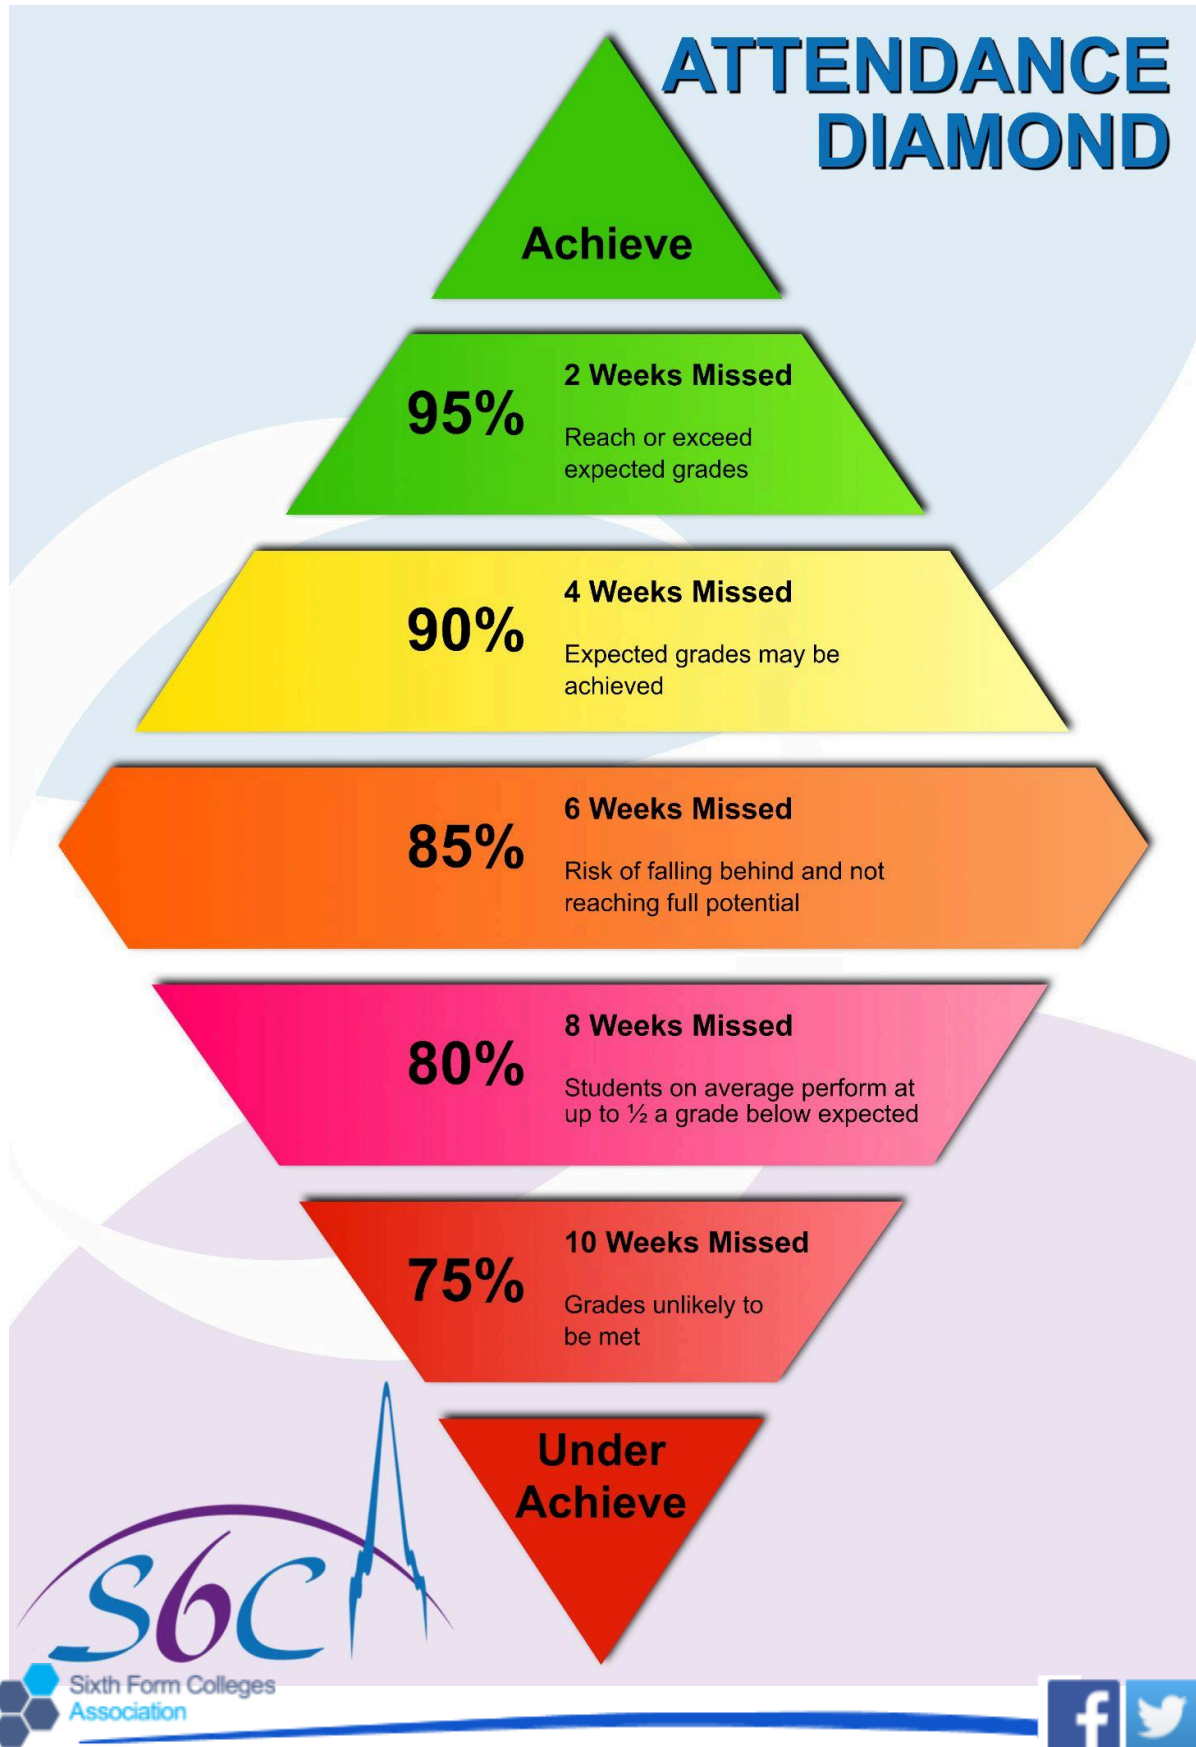 ATTENDANCE
DIAMOND
Achieve
95%
2 Weeks Missed
Reach or exceed
expected grades
90%
4 Weeks Missed
Expected grades may be
achieved
85%
6 Weeks Missed
Risk of falling behind and not
reaching full potential
80%
8 Weeks Missed
Students on average perform at
up to ½ a grade below expected
75%
10 Weeks Missed
Grades unlikely to
be met
Under
Achieve
S6C
Sixth Form Colleges
Association
f